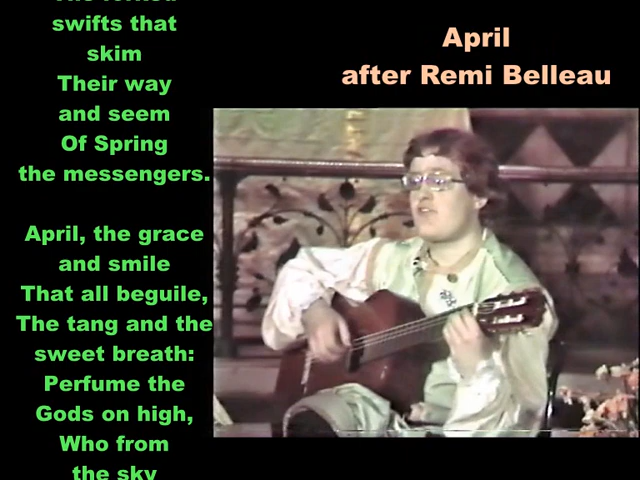 swifts that
skim
Their way
and seem
Of Spring
the messengers.
April, the grace
and smile
That all beguile,
The tang and the
sweet breath:
Perfume the
Gods on high,
Who from
the sky
April
after Remi Belleau